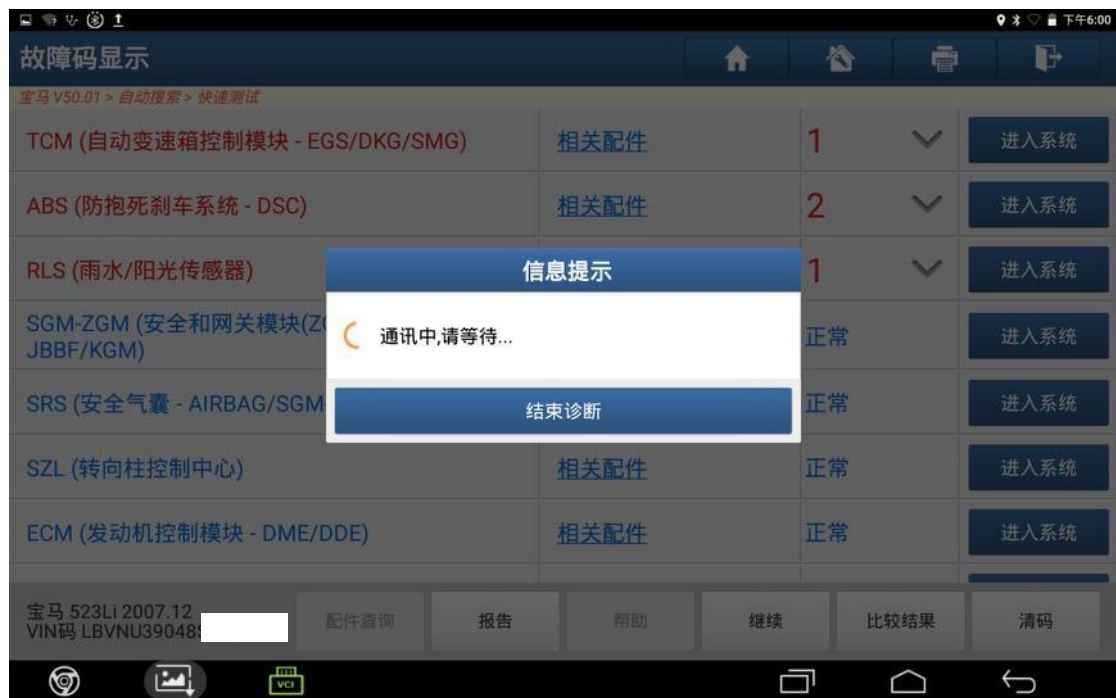 下午6:00
故障码显示
宝马 V50.01 > 自动搜索 > 快速测试
TCM (自动变速箱控制模块 - EGS/DKG/SMG) 相关配件 1 进入系统
ABS (防抱死刹车系统 - DSC) 相关配件 2 进入系统
RLS (雨水/阳光传感器) 1 进入系统
信息提示
SGM-ZGM (安全和网关模块(Z
JBBF/KGM) 正常 进入系统
通讯中,请等待...
SRS (安全气囊 - AIRBAG/SGM 正常 进入系统
结束诊断
SZL (转向柱控制中心) 相关配件 正常 进入系统
ECM (发动机控制模块 - DME/DDE) 相关配件 正常 进入系统
宝马 523Li 2007.12
VIN码 LBVNU39048
配件查询 报告 帮助 继续 比较结果 清码
VCI